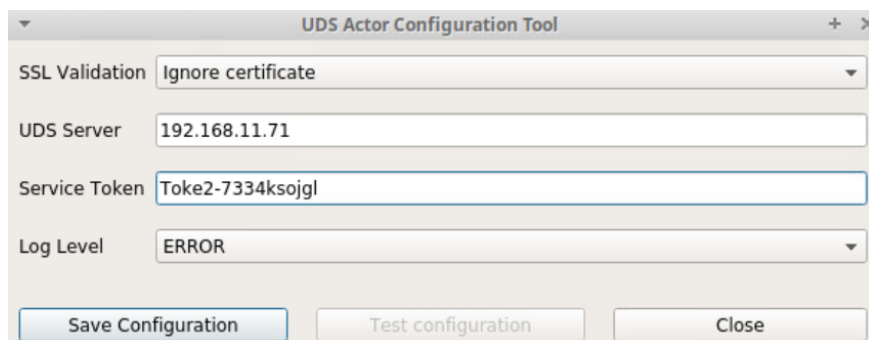 UDS Actor Configuration Tool
SSL Validation Ignore certificate
UDS Server 192.168.11.71
Service Token Toke2-7334ksojgl
Log Level ERROR
Save Configuration Test configuration Close